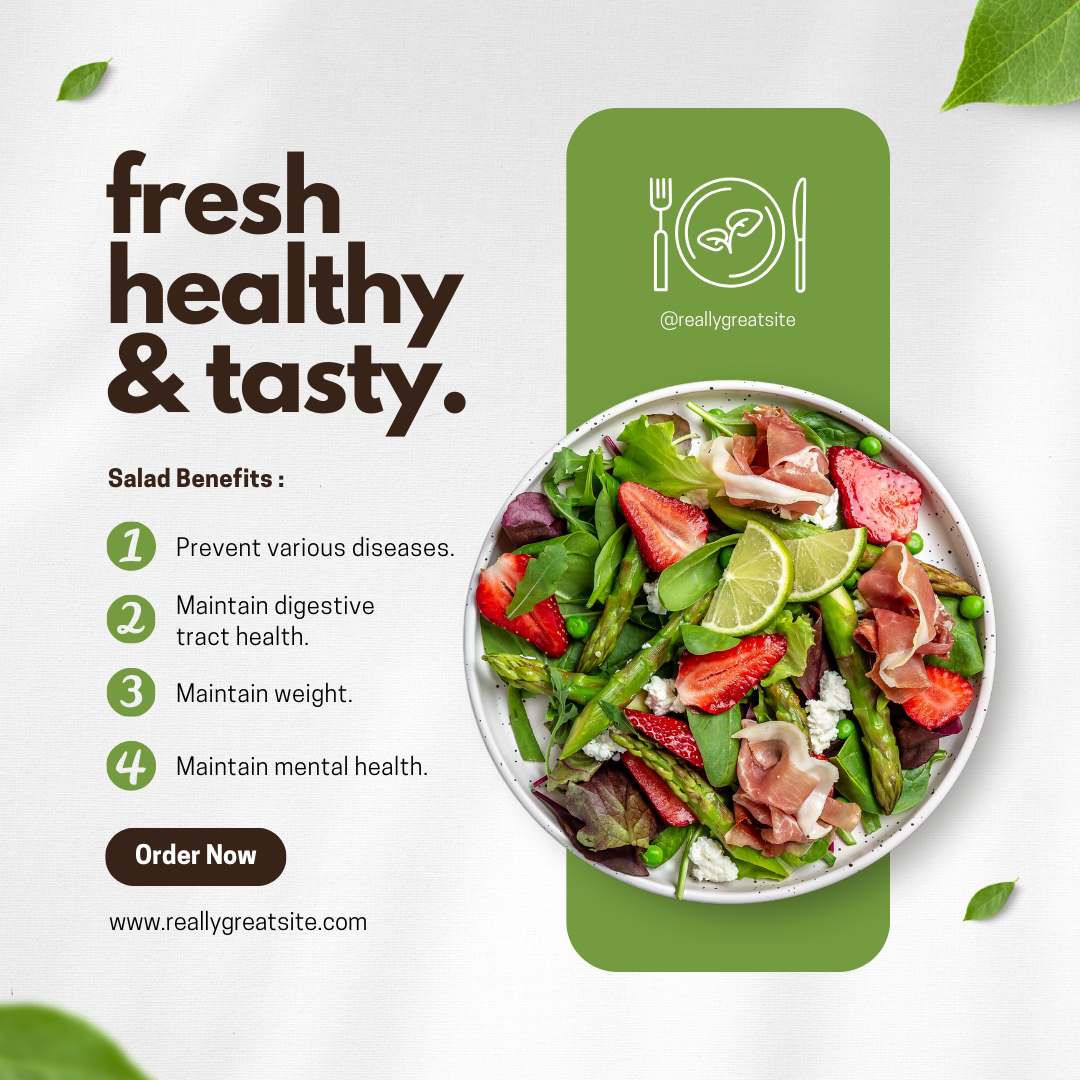 fresh
healthy
& tasty.
@reallygreatsite
Salad Benefits :
1 Prevent various diseases.
2 Maintain digestive
tract health.
3 Maintain weight.
4 Maintain mental health.
Order Now
www.reallygreatsite.com